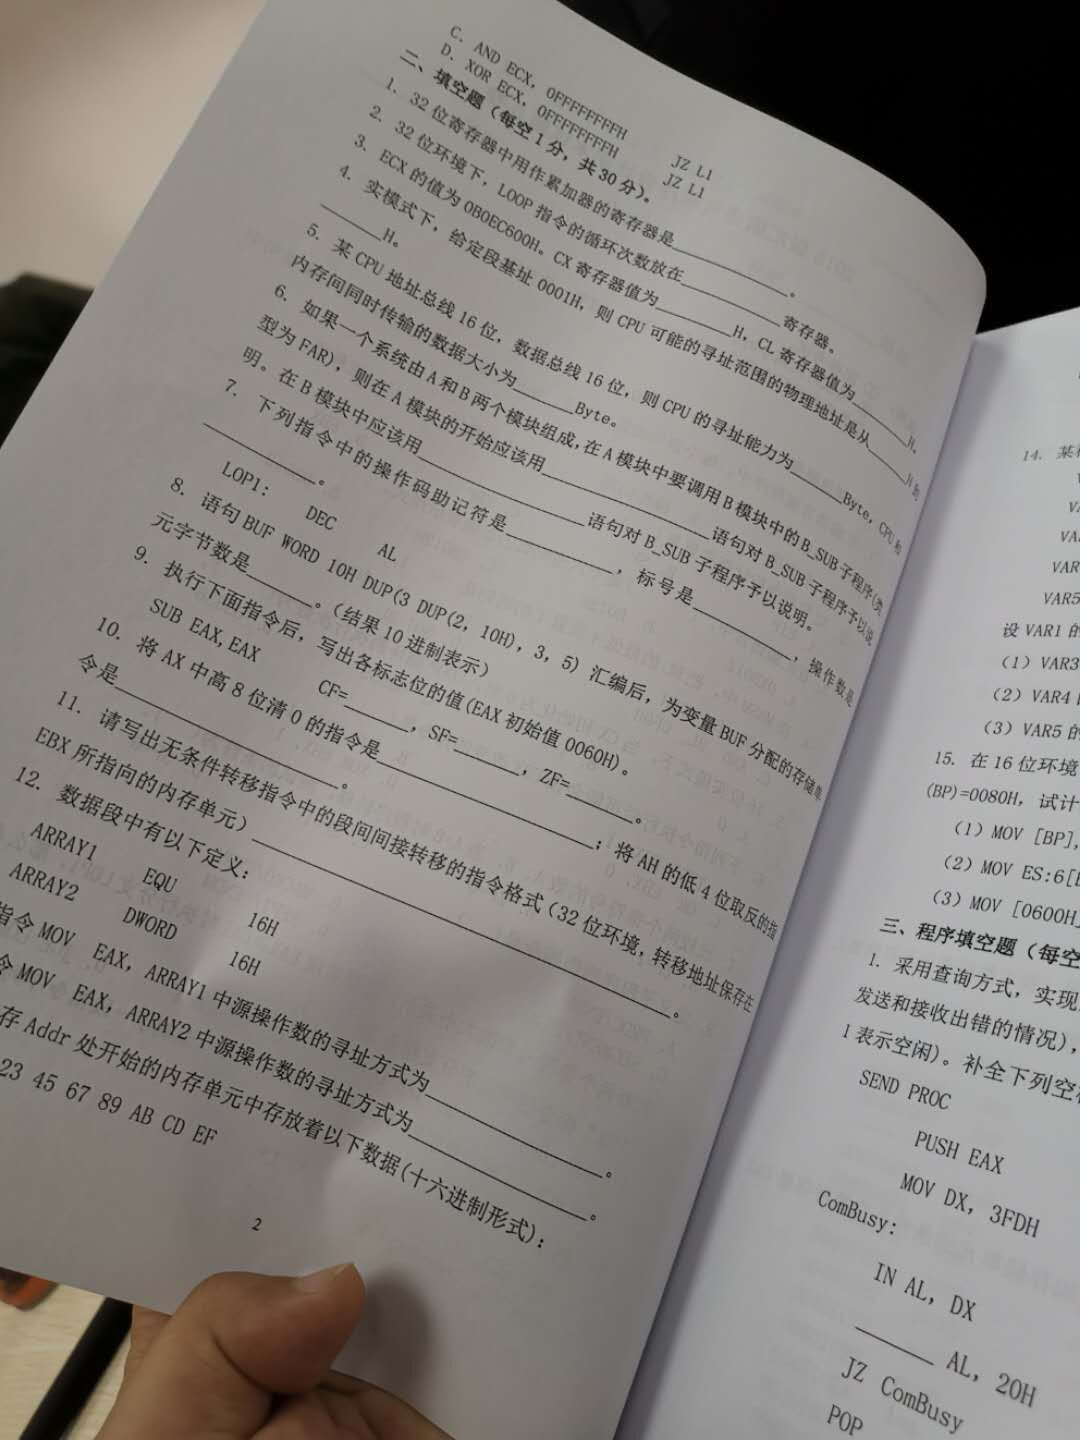 C. AND ECX, 0FFFFFFFFH JZ L1
D. XOR ECX, 0FFFFFFFFH JZ L1
二、填空题（每空1分，共30分）。
1. 32位寄存器中用作累加器的寄存器是________。
2. 32位环境下，LOOP指令的循环次数放在________寄存器。
3. ECX的值为0B0EC600H。CX寄存器值为________H，CL寄存器值为________H。
4. 实模式下，给定段基址0001H，则CPU可能的寻址范围的物理地址是从____H到
________H。
5. 某CPU地址总线16位，数据总线16位，则CPU的寻址能力为______Byte，CPU和
内存间同时传输的数据大小为______Byte。
6. 如果一个系统由A和B两个模块组成，在A模块中要调用B模块中的B_SUB子程序(类
型为FAR)，则在A模块的开始应该用________________语句对B_SUB子程序予以说
明。在B模块中应该用________________语句对B_SUB子程序予以说明。
7. 下列指令中的操作码助记符是__________，标号是__________，操作数是
__________。
LOP1: DEC AL
8. 语句BUF WORD 10H DUP(3 DUP(2, 10H), 3, 5) 汇编后，为变量BUF分配的存储单
元字节数是______。(结果10进制表示)
9. 执行下面指令后，写出各标志位的值(EAX初始值0060H)。
SUB EAX,EAX CF=______, SF=______, ZF=______。
10. 将AX中高8位清0的指令是____________________；将AH的低4位取反的指
令是____________________。
11. 请写出无条件转移指令中的段间间接转移的指令格式（32位环境，转移地址保存在
EBX所指向的内存单元）________________________________________。
12. 数据段中有以下定义：
ARRAY1 EQU 16H
ARRAY2 DWORD 16H
指令MOV EAX, ARRAY1中源操作数的寻址方式为________________。
令MOV EAX, ARRAY2中源操作数的寻址方式为________________。
存Addr处开始的内存单元中存放着以下数据(十六进制形式)：
23 45 67 89 AB CD EF
2
14. 某
VAR
VAR5
设VAR1的
(1) VAR3
(2) VAR4
(3) VAR5的
15. 在16位环境
(BP)=0080H，试计
(1) MOV [BP],
(2) MOV ES:6[
(3) MOV [0600H]
三、程序填空题（每空
1. 采用查询方式，实现
发送和接收出错的情况)，
1表示空闲)。补全下列空
SEND PROC
PUSH EAX
MOV DX, 3FDH
ComBusy:
IN AL, DX
______ AL, 20H
JZ ComBusy
POP